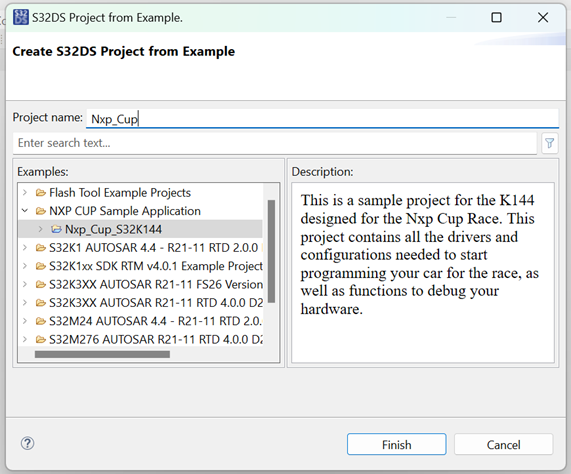 S32DS Project from Example.
Create S32DS Project from Example
Project name: Nxp_Cup
Enter search text...
Examples:
Flash Tool Example Projects
NXP CUP Sample Application
Nxp_Cup_S32K144
S32K1 AUTOSAR 4.4 - R21-11 RTD 2.0.0
S32K1xx SDK RTM v4.0.1 Example Project
S32K3XX AUTOSAR R21-11 FS26 Version
S32K3XX AUTOSAR R21-11 RTD 4.0.0 D2
S32M24 AUTOSAR 4.4 - R21-11 RTD 2.0.
S32M276 AUTOSAR R21-11 RTD 4.0.0 D2
Description:
This is a sample project for the K144
designed for the Nxp Cup Race. This
project contains all the drivers and
configurations needed to start
programming your car for the race, as
well as functions to debug your
hardware.
Finish
Cancel